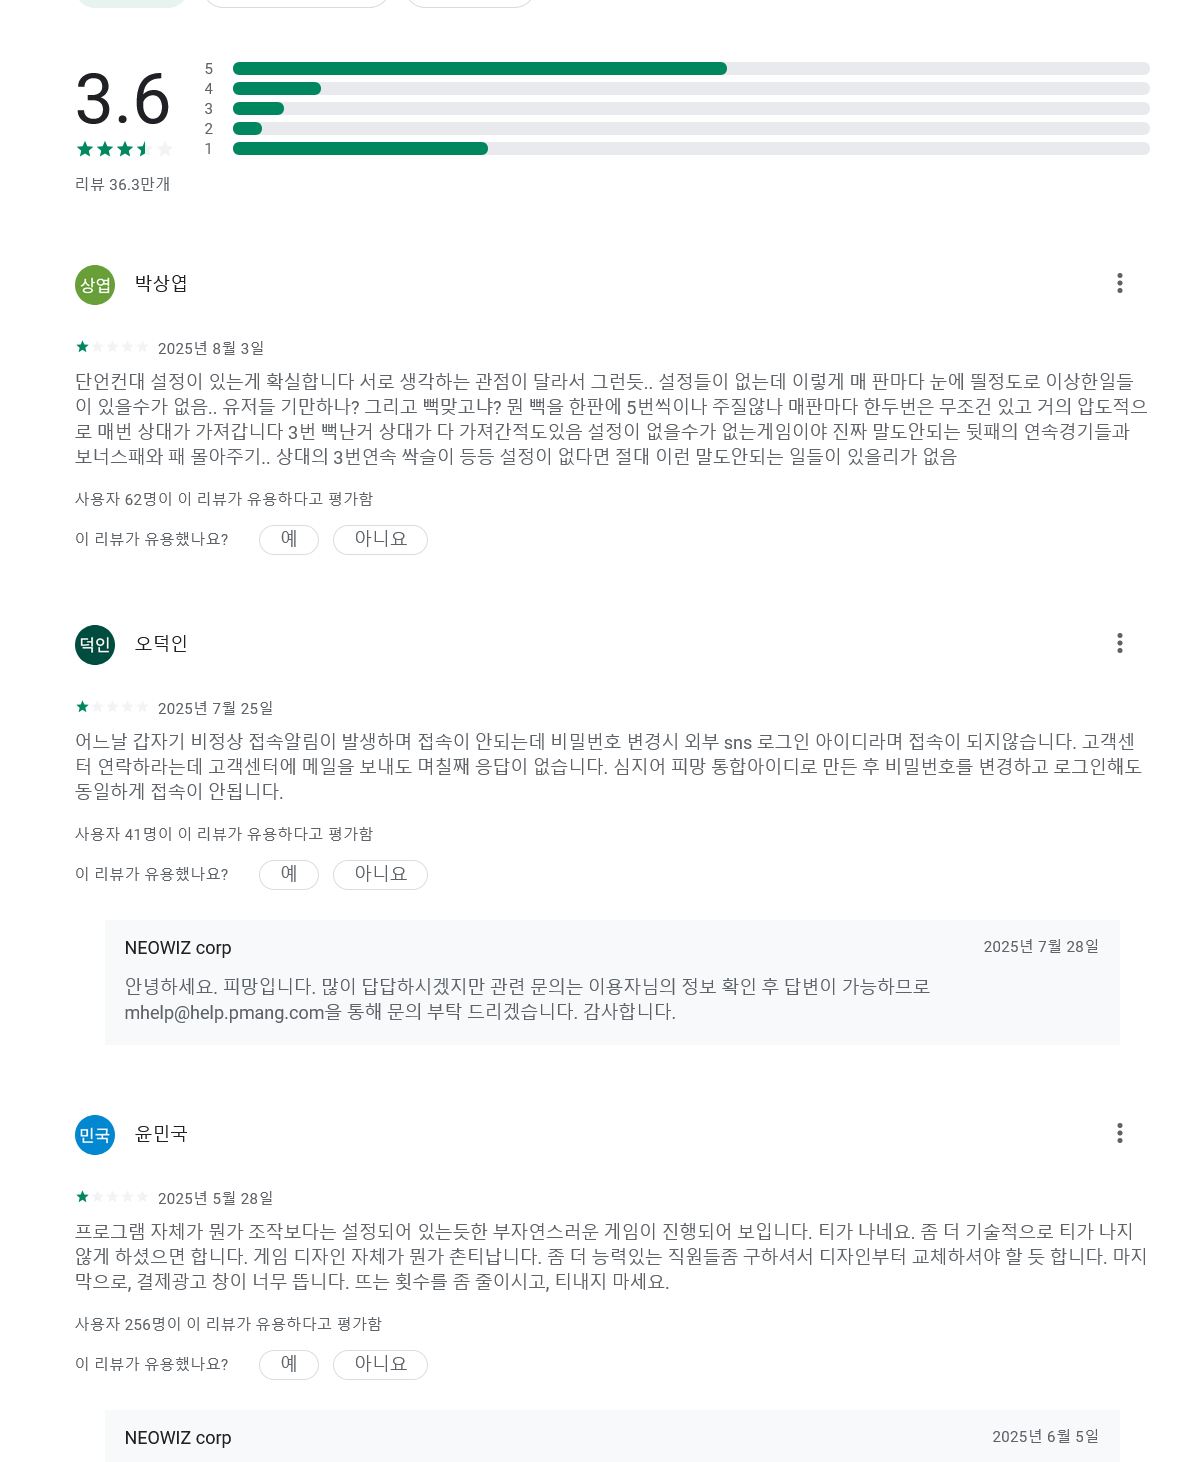 3.6
5
4
3
2
1
리뷰 36.3만개
상엽
박상엽
2025년 8월 3일
단언컨대 설정이 있는게 확실합니다 서로 생각하는 관점이 달라서 그런듯.. 설정들이 없는데 이렇게 매 판마다 눈에 띌정도로 이상한일들
이 있을수가 없음.. 유저들 기만하나? 그리고 뻑맞고나? 뭔 뻑을 한판에 5번씩이나 주질않나 매판마다 한두번은 무조건 있고 거의 압도적으
로 매번 상대가 가져갑니다 3번 뻑난거 상대가 다 가져간적도있음 설정이 없을수가 없는게임이야 진짜 말도안되는 뒷패의 연속경기들과
보너스패와 패 몰아주기.. 상대의 3번연속 싹슬이 등등 설정이 없다면 절대 이런 말도안되는 일들이 있을리가 없음
사용자 62명이 이 리뷰가 유용하다고 평가함
이 리뷰가 유용했나요? 예 아니요
덕인
오덕인
2025년 7월 25일
어느날 갑자기 비정상 접속알림이 발생하며 접속이 안되는데 비밀번호 변경시 외부 sns 로그인 아이디라며 접속이 되지않습니다. 고객센
터 연락하라는데 고객센터에 메일을 보내도 며칠째 응답이 없습니다. 심지어 피망 통합아이디로 만든 후 비밀번호를 변경하고 로그인해도
동일하게 접속이 안됩니다.
사용자 41명이 이 리뷰가 유용하다고 평가함
이 리뷰가 유용했나요? 예 아니요
NEOWIZ corp 2025년 7월 28일
안녕하세요. 피망입니다. 많이 답답하시겠지만 관련 문의는 이용자님의 정보 확인 후 답변이 가능하므로
mhelp@help.pmang.com을 통해 문의 부탁 드리겠습니다. 감사합니다.
민국
윤민국
2025년 5월 28일
프로그램 자체가 뭔가 조작보다는 설정되어 있는듯한 부자연스러운 게임이 진행되어 보입니다. 티가 나네요. 좀 더 기술적으로 티가 나지
않게 하셨으면 합니다. 게임 디자인 자체가 뭔가 촌티납니다. 좀 더 능력있는 직원들좀 구하셔서 디자인부터 교체하셔야 할 듯 합니다. 마지
막으로, 결제광고 창이 너무 뜹니다. 뜨는 횟수를 좀 줄이시고, 티내지 마세요.
사용자 256명이 이 리뷰가 유용하다고 평가함
이 리뷰가 유용했나요? 예 아니요
NEOWIZ corp 2025년 6월 5일